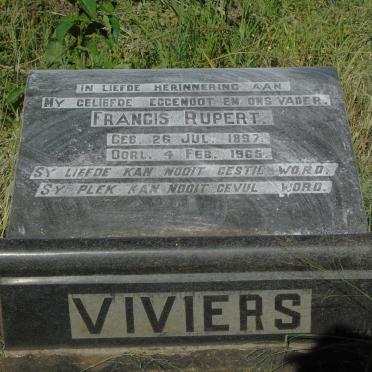 IN LIEFDE HERINNERING AAN
MY GELIEFDE EGGENOOT EN ONS VADER.
FRANCIS RUPERT.
GEB. 26 JUL. 1897.
OORL. 4 FEB. 1965.
SY LIEFDE KAN NOOIT GESTIL WORD.
SY PLEK KAN NOOIT GEVUL WORD.
VIVIERS